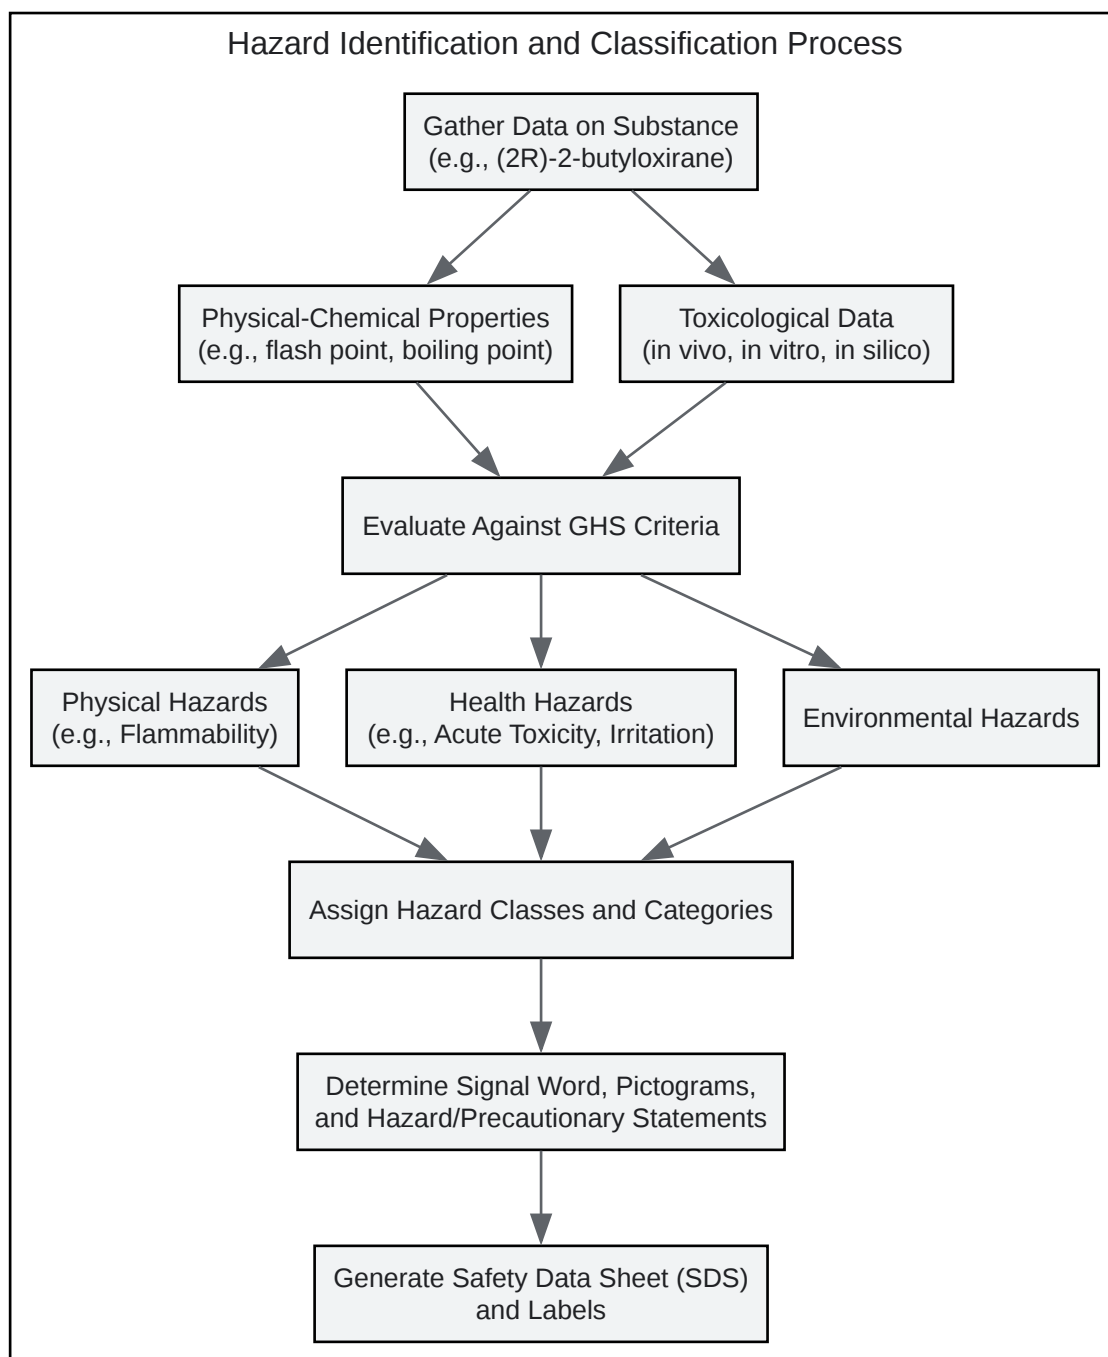 Hazard Identification and Classification Process
Gather Data on Substance
(e.g., (2R)-2-butyloxirane)
Physical-Chemical Properties
(e.g., flash point, boiling point)
Toxicological Data
(in vivo, in vitro, in silico)
Evaluate Against GHS Criteria
Physical Hazards
(e.g., Flammability)
Health Hazards
(e.g., Acute Toxicity, Irritation)
Environmental Hazards
Assign Hazard Classes and Categories
Determine Signal Word, Pictograms,
and Hazard/Precautionary Statements
Generate Safety Data Sheet (SDS)
and Labels